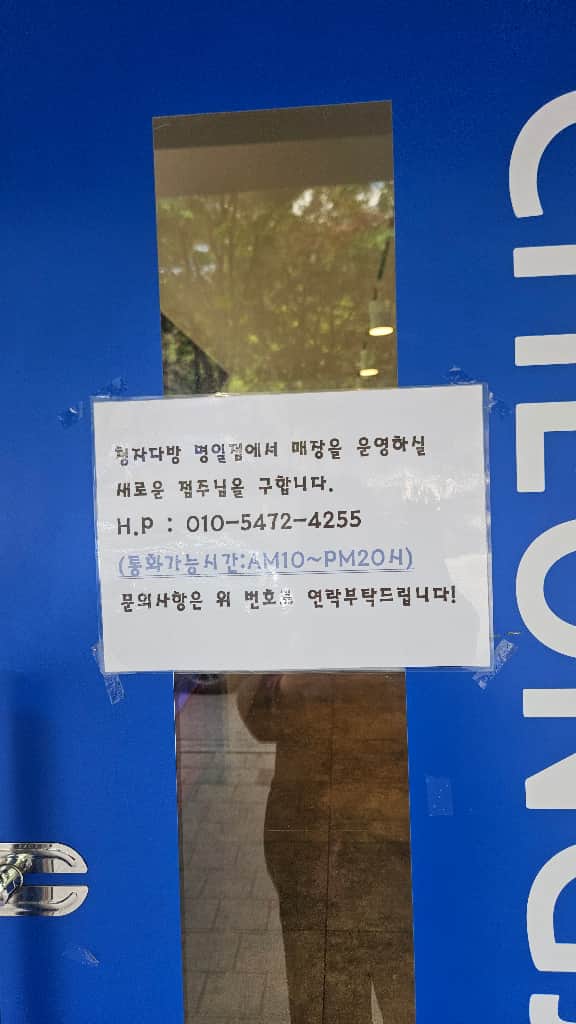 청자다방 명일점에서 매장을 운영하실
새로운 점주님을 구합니다.
H.P : 010-5472-4255
(통화가능시간:AM10~PM20시)
문의사항은 위 번호로 연락부탁드립니다!
CHEONG